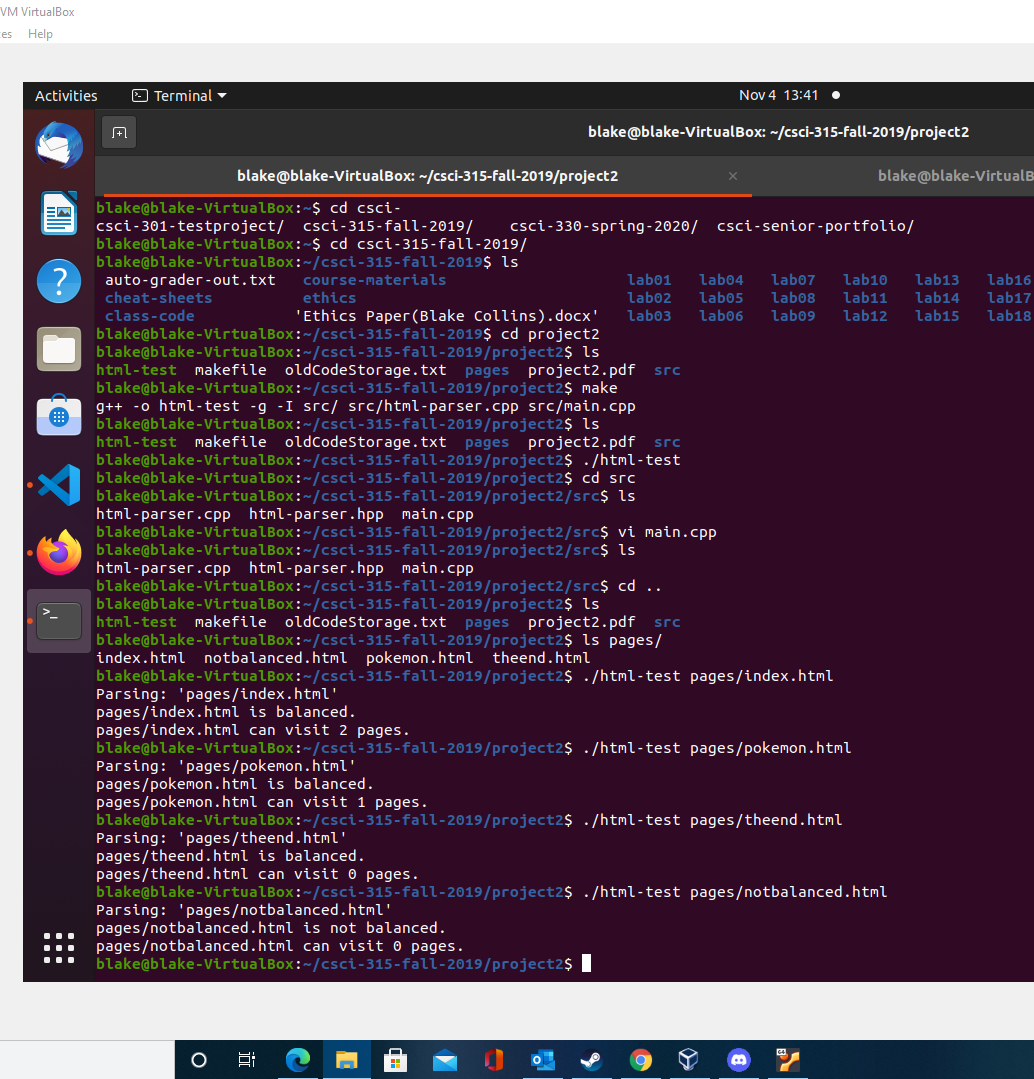 VM VirtualBox
es Help
Activities Terminal Nov 4 13:41
blake@blake-VirtualBox: ~/csci-315-fall-2019/project2
blake@blake-VirtualBox: ~/csci-315-fall-2019/project2 × blake@blake-VirtualB
blake@blake-VirtualBox:~$ cd csci-
csci-301-testproject/ csci-315-fall-2019/ csci-330-spring-2020/ csci-senior-portfolio/
blake@blake-VirtualBox:~$ cd csci-315-fall-2019/
blake@blake-VirtualBox:~/csci-315-fall-2019$ ls
auto-grader-out.txt course-materials lab01 lab04 lab07 lab10 lab13 lab16
cheat-sheets ethics lab02 lab05 lab08 lab11 lab14 lab17
class-code 'Ethics Paper(Blake Collins).docx' lab03 lab06 lab09 lab12 lab15 lab18
blake@blake-VirtualBox:~/csci-315-fall-2019$ cd project2
blake@blake-VirtualBox:~/csci-315-fall-2019/project2$ ls
html-test makefile oldCodeStorage.txt pages project2.pdf src
blake@blake-VirtualBox:~/csci-315-fall-2019/project2$ make
g++ -o html-test -g -I src/ src/html-parser.cpp src/main.cpp
blake@blake-VirtualBox:~/csci-315-fall-2019/project2$ ls
html-test makefile oldCodeStorage.txt pages project2.pdf src
blake@blake-VirtualBox:~/csci-315-fall-2019/project2$ ./html-test
blake@blake-VirtualBox:~/csci-315-fall-2019/project2$ cd src
blake@blake-VirtualBox:~/csci-315-fall-2019/project2/src$ ls
html-parser.cpp html-parser.hpp main.cpp
blake@blake-VirtualBox:~/csci-315-fall-2019/project2/src$ vi main.cpp
blake@blake-VirtualBox:~/csci-315-fall-2019/project2/src$ ls
html-parser.cpp html-parser.hpp main.cpp
blake@blake-VirtualBox:~/csci-315-fall-2019/project2/src$ cd ..
blake@blake-VirtualBox:~/csci-315-fall-2019/project2$ ls
html-test makefile oldCodeStorage.txt pages project2.pdf src
blake@blake-VirtualBox:~/csci-315-fall-2019/project2$ ls pages/
index.html notbalanced.html pokemon.html theend.html
blake@blake-VirtualBox:~/csci-315-fall-2019/project2$ ./html-test pages/index.html
Parsing: 'pages/index.html'
pages/index.html is balanced.
pages/index.html can visit 2 pages.
blake@blake-VirtualBox:~/csci-315-fall-2019/project2$ ./html-test pages/pokemon.html
Parsing: 'pages/pokemon.html'
pages/pokemon.html is balanced.
pages/pokemon.html can visit 1 pages.
blake@blake-VirtualBox:~/csci-315-fall-2019/project2$ ./html-test pages/theend.html
Parsing: 'pages/theend.html'
pages/theend.html is balanced.
pages/theend.html can visit 0 pages.
blake@blake-VirtualBox:~/csci-315-fall-2019/project2$ ./html-test pages/notbalanced.html
Parsing: 'pages/notbalanced.html'
pages/notbalanced.html is not balanced.
pages/notbalanced.html can visit 0 pages.
blake@blake-VirtualBox:~/csci-315-fall-2019/project2$